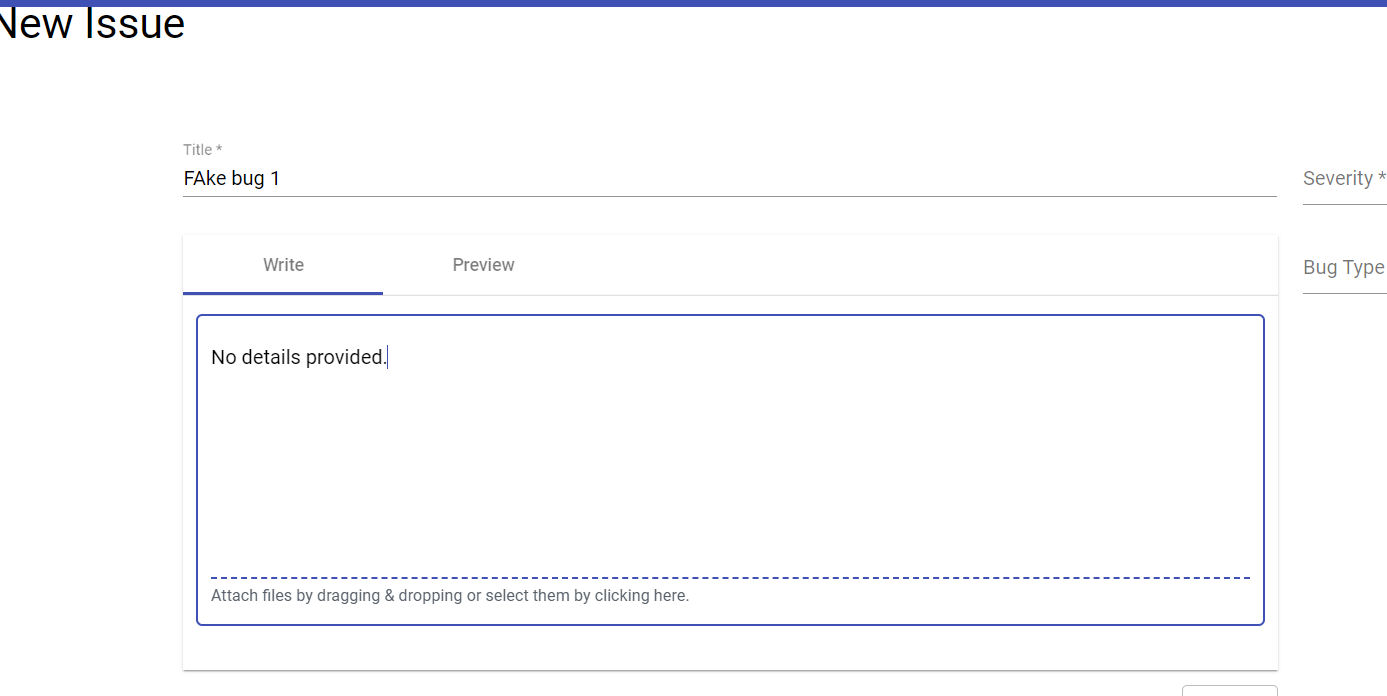 New Issue
Title *
FAke bug 1
Severity *
Write
Preview
Bug Type
No details provided.
Attach files by dragging & dropping or select them by clicking here.